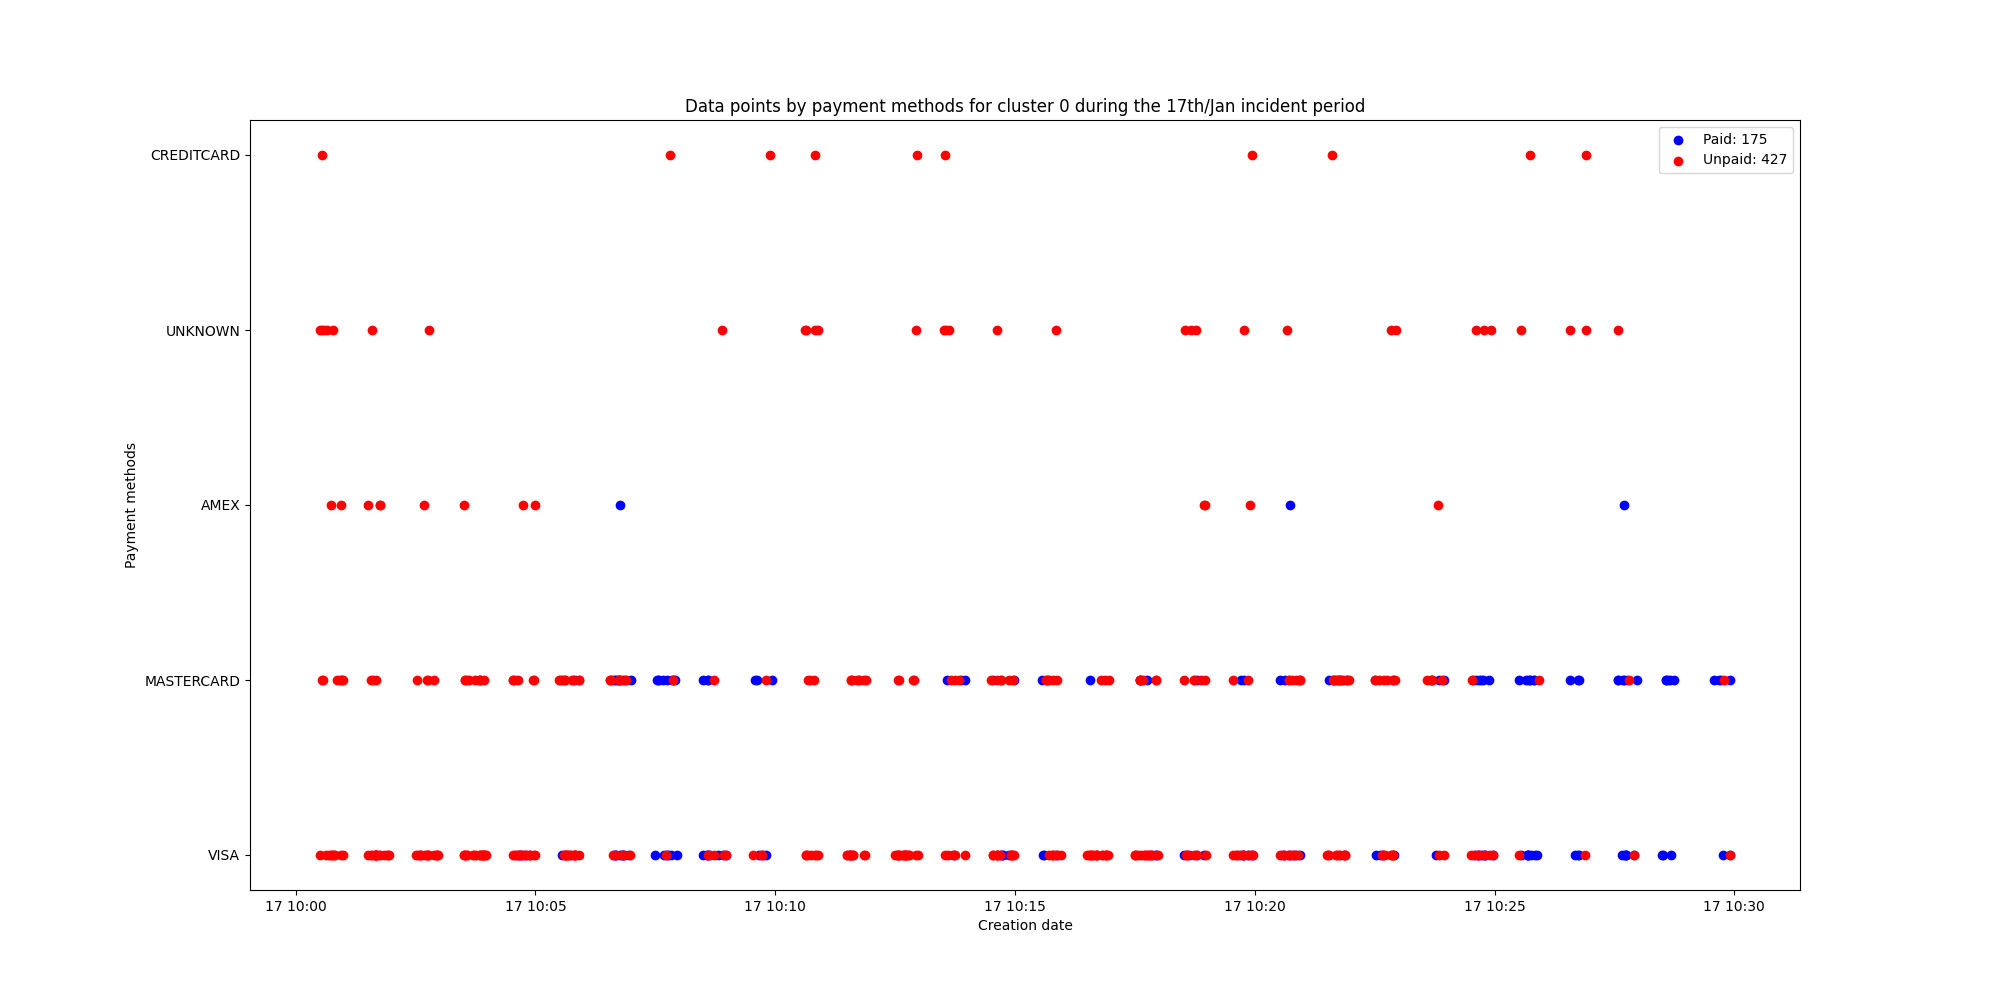 Data points by payment methods for cluster 0 during the 17th/Jan incident period
CREDITCARD
Paid: 175
Unpaid: 427
UNKNOWN
AMEX
Payment methods
MASTERCARD
VISA
17 10:00 17 10:05 17 10:10 17 10:15 17 10:20 17 10:25 17 10:30
Creation date